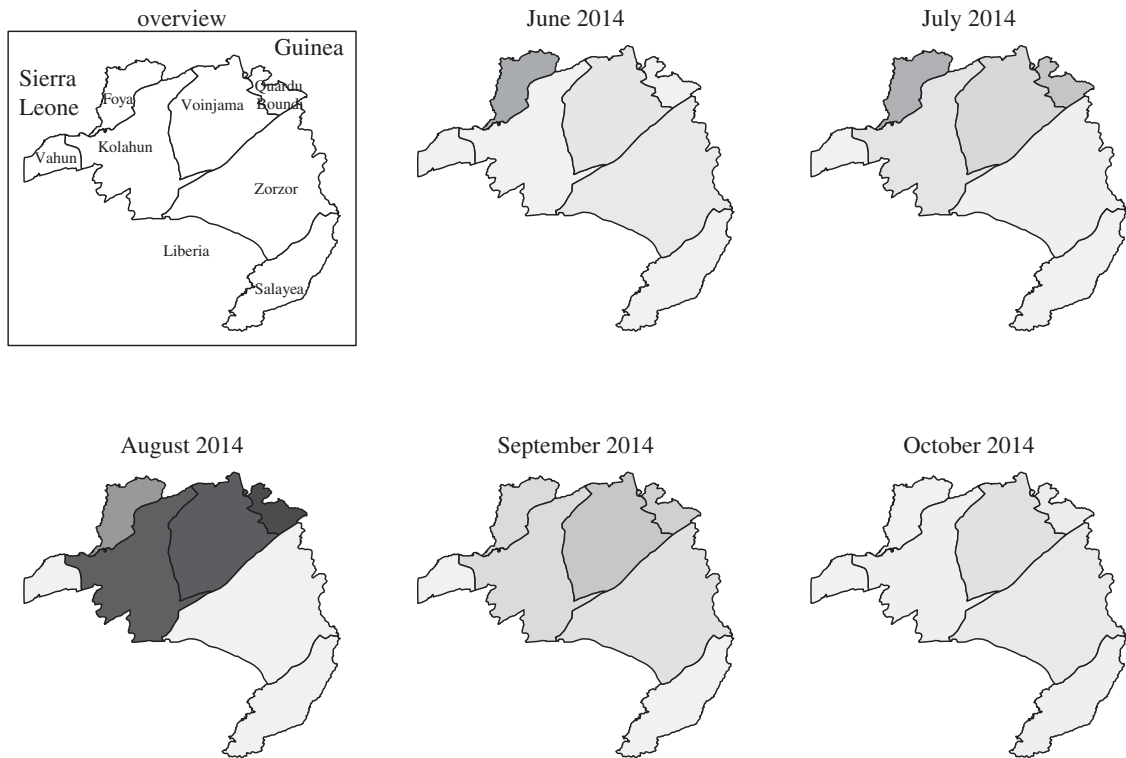 overview
June 2014
July 2014
Guinea
Sierra
Leone
Foya
Voinjama
Quardu
Bound
Kolahun
Vahun
Zorzor
Liberia
Salayea
August 2014
September 2014
October 2014